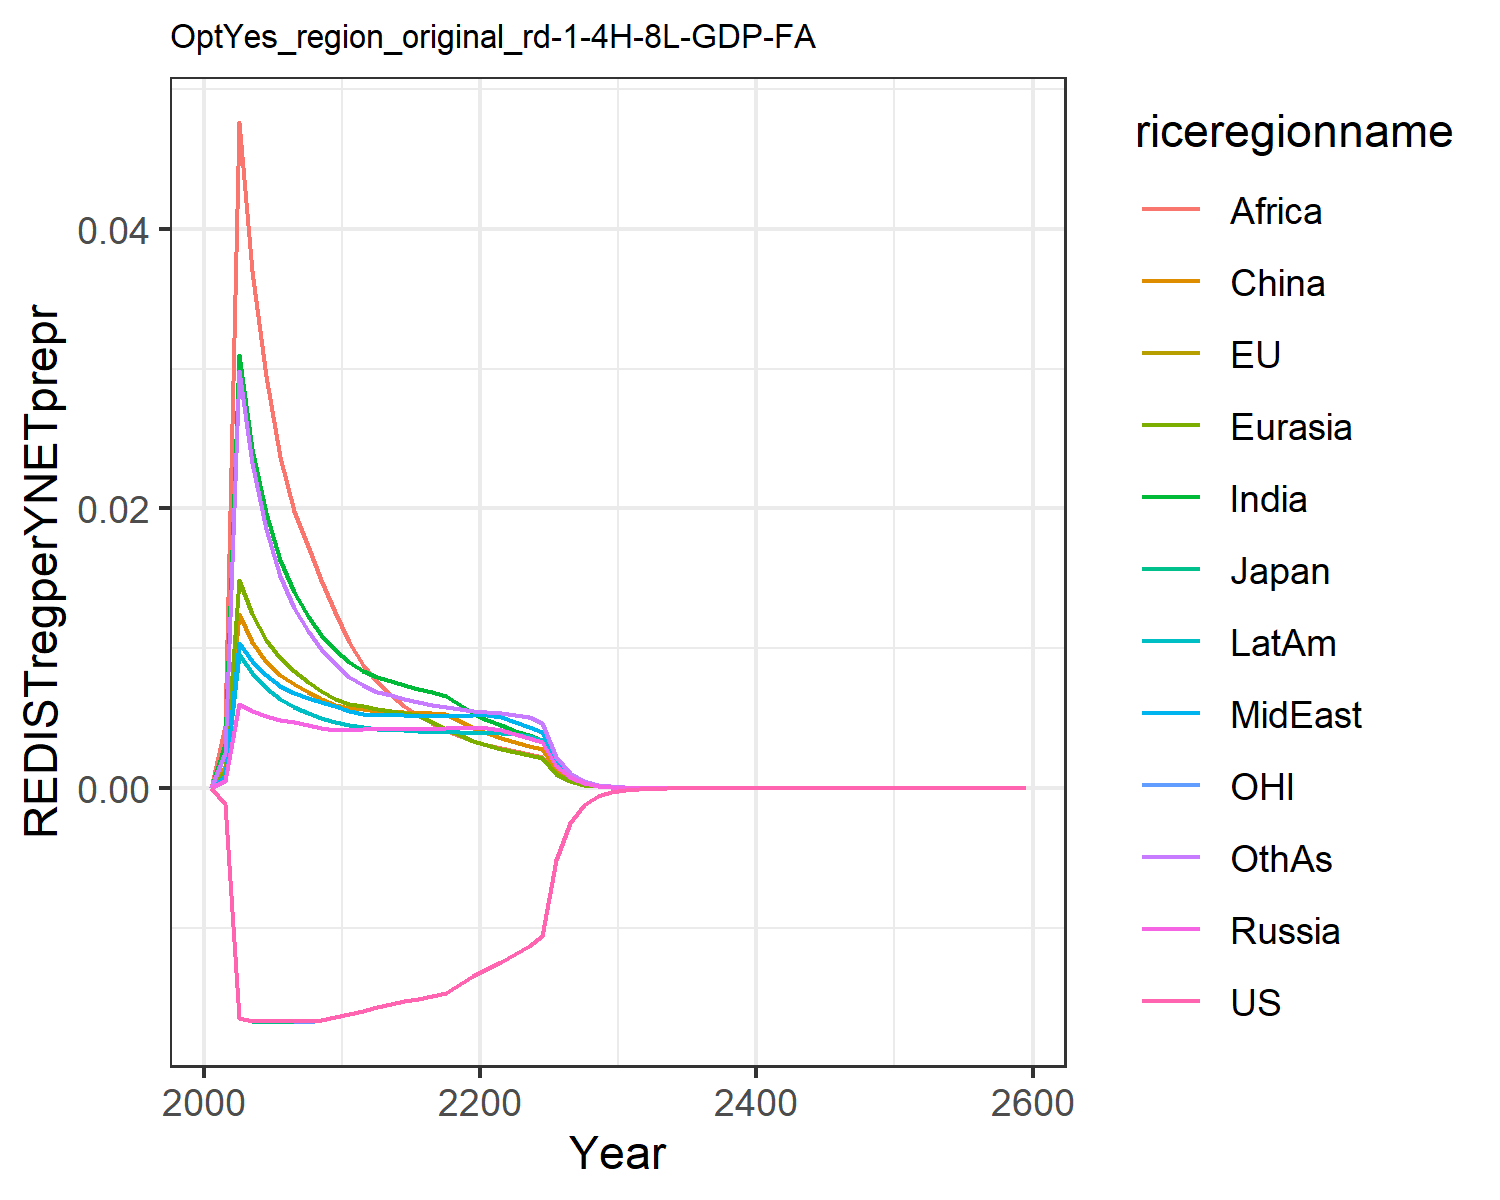 OptYes_region_original_rd-1-4H-8L-GDP-FA
REDISTregperYNETprepr
0.04
0.02
0.00
2000
2200
2400
2600
Year
riceregionname
Africa
China
EU
Eurasia
India
Japan
LatAm
MidEast
OHI
OthAs
Russia
US